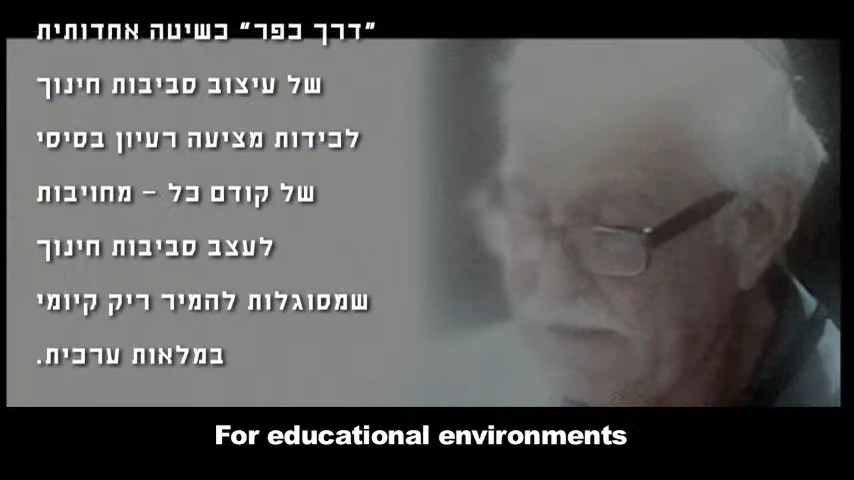 "דרך כפר" כשיטה אחדותית
של עיצוב סביבות חינוך
לכידות מציעה רעיון בסיסי
של קודם כל – מחויבות
לעצב סביבות חינוך
שמסוגלות להמיר ריק קיומי
במלאות ערכית.
For educational environments